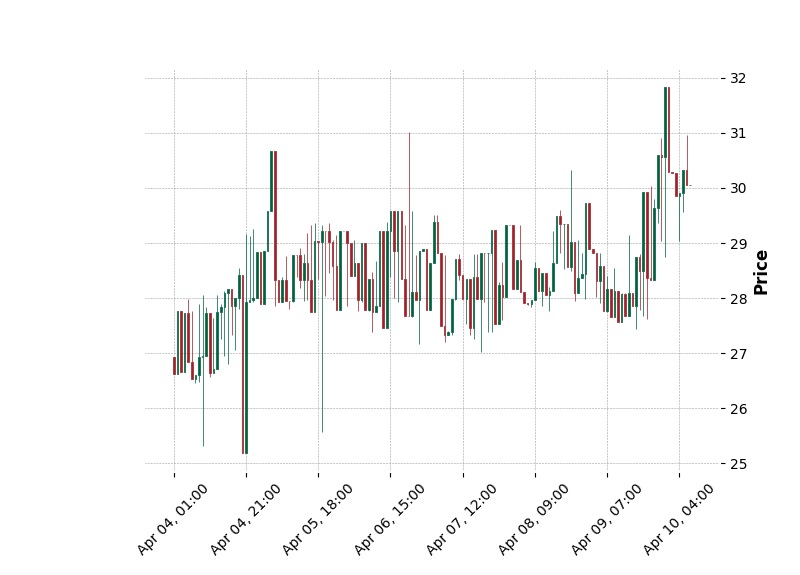 32
31
30
29
28
27
26
25
Price
Apr 04, 01:00
Apr 04, 21:00
Apr 05, 18:00
Apr 06, 15:00
Apr 07, 12:00
Apr 08, 09:00
Apr 09, 07:00
Apr 10, 04:00